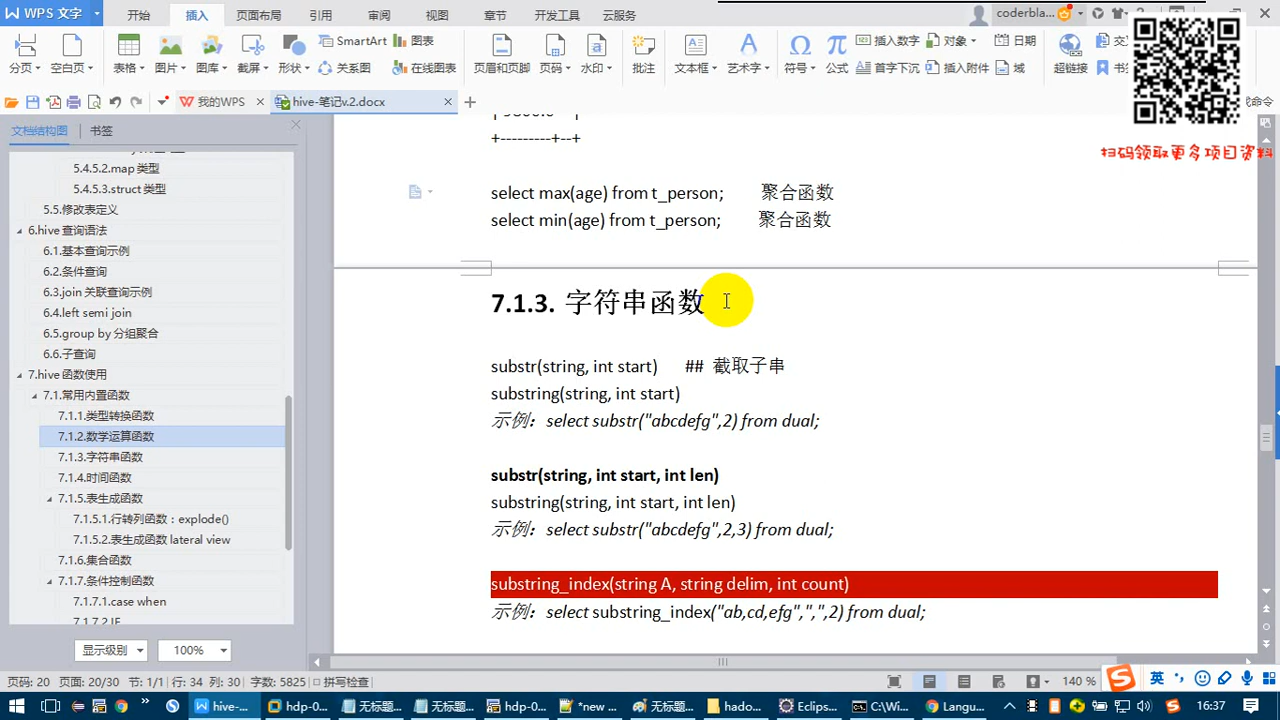 WPS 文字
开始
插入
页面布局
引用
审阅
视图
章节
开发工具
云服务
coderbla...
分页
空白页
表格
图片
图库
截屏
形状
SmartArt
图表
关系图
在线图表
页眉和页脚
页码
水印
批注
文本框
艺术字
符号
公式
插入数字
对象
日期
首字下沉
插入附件
域
超链接
我的WPS
hive-笔记v.2.docx
扫码领取更多项目资料
文档结构图
书签
5.4.5.2.map 类型
5.4.5.3.struct 类型
5.5.修改表定义
6.hive 查询语法
6.1.基本查询示例
6.2.条件查询
6.3.join 关联查询示例
6.4.left semi join
6.5.group by 分组聚合
6.6.子查询
7.hive 函数使用
7.1.常用内置函数
7.1.1.类型转换函数
7.1.2.数学运算函数
7.1.3.字符串函数
7.1.4.时间函数
7.1.5.表生成函数
7.1.5.1.行转列函数：explode()
7.1.5.2.表生成函数 lateral view
7.1.6.集合函数
7.1.7.条件控制函数
7.1.7.1.case when
显示级别
100%
+---------+--+
select max(age) from t_person; 聚合函数
select min(age) from t_person; 聚合函数
7.1.3. 字符串函数
substr(string, int start) ## 截取子串
substring(string, int start)
示例：select substr("abcdefg",2) from dual;
substr(string, int start, int len)
substring(string, int start, int len)
示例：select substr("abcdefg",2,3) from dual;
substring_index(string A, string delim, int count)
示例：select substring_index("ab,cd,efg",",",2) from dual;
页码: 20 页面: 20/30 节: 1/1 行: 34 列: 30 字数: 5825 拼写检查
140 %
英
hive-...
hdp-0...
无标题...
无标题...
hdp-0...
*new ...
无标题...
hado...
Eclips...
C:\W...
Langu...
16:37